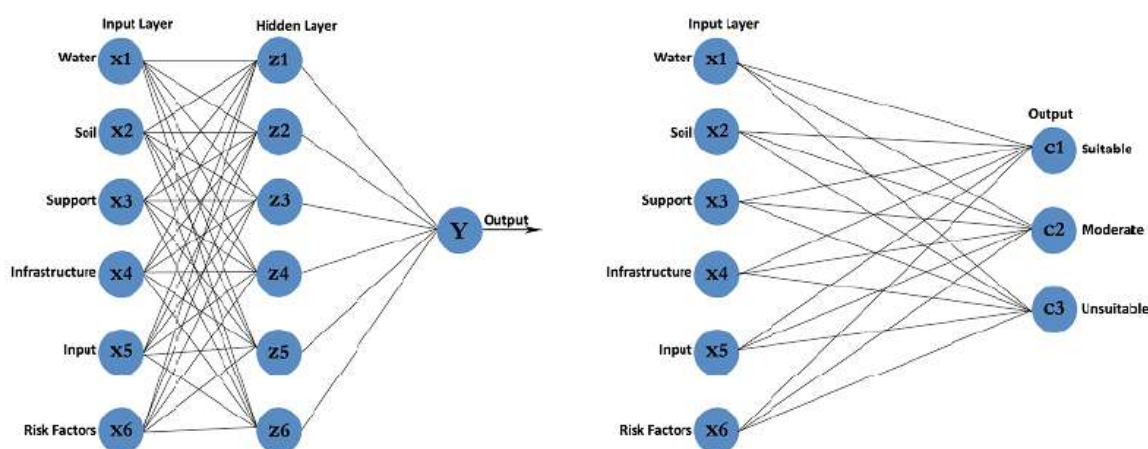 Input Layer
Hidden Layer
Water x1 z1
Soil x2 z2
Support x3 z3
Y Output
Infrastructure x4 z4
Input x5 z5
Risk Factors x6 z6
Input Layer
Water x1
Output
Soil x2
c1 Suitable
Support x3
c2 Moderate
Infrastructure x4
c3 Unsuitable
Input x5
Risk Factors x6